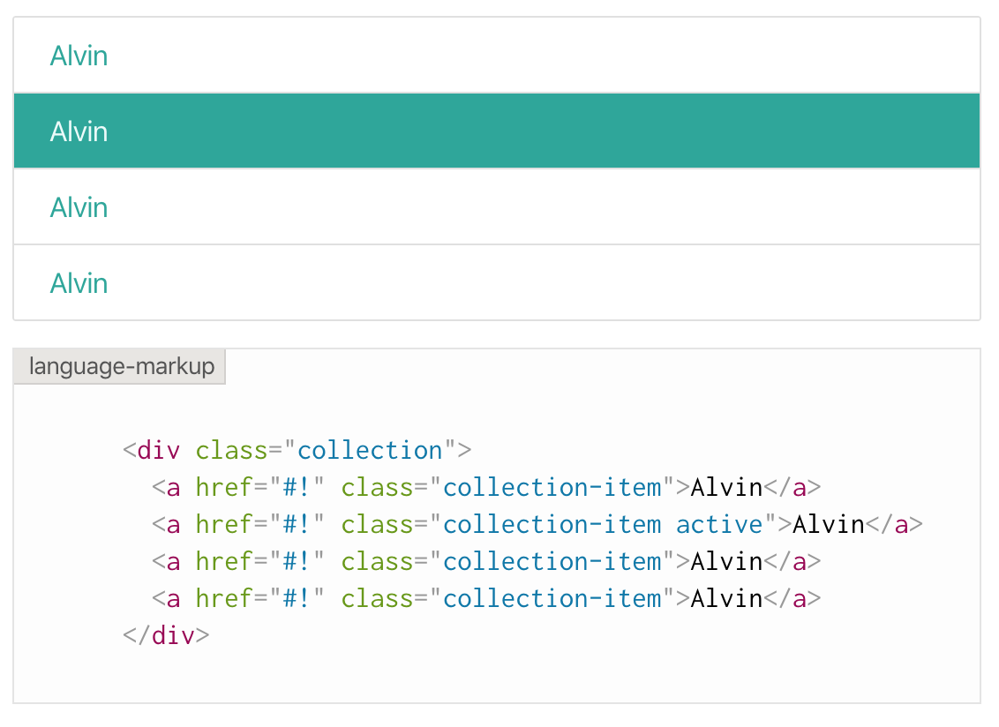 Alvin
Alvin
Alvin
Alvin
language-markup
<div class="collection">
<a href="#!" class="collection-item">Alvin</a>
<a href="#!" class="collection-item active">Alvin</a>
<a href="#!" class="collection-item">Alvin</a>
<a href="#!" class="collection-item">Alvin</a>
</div>